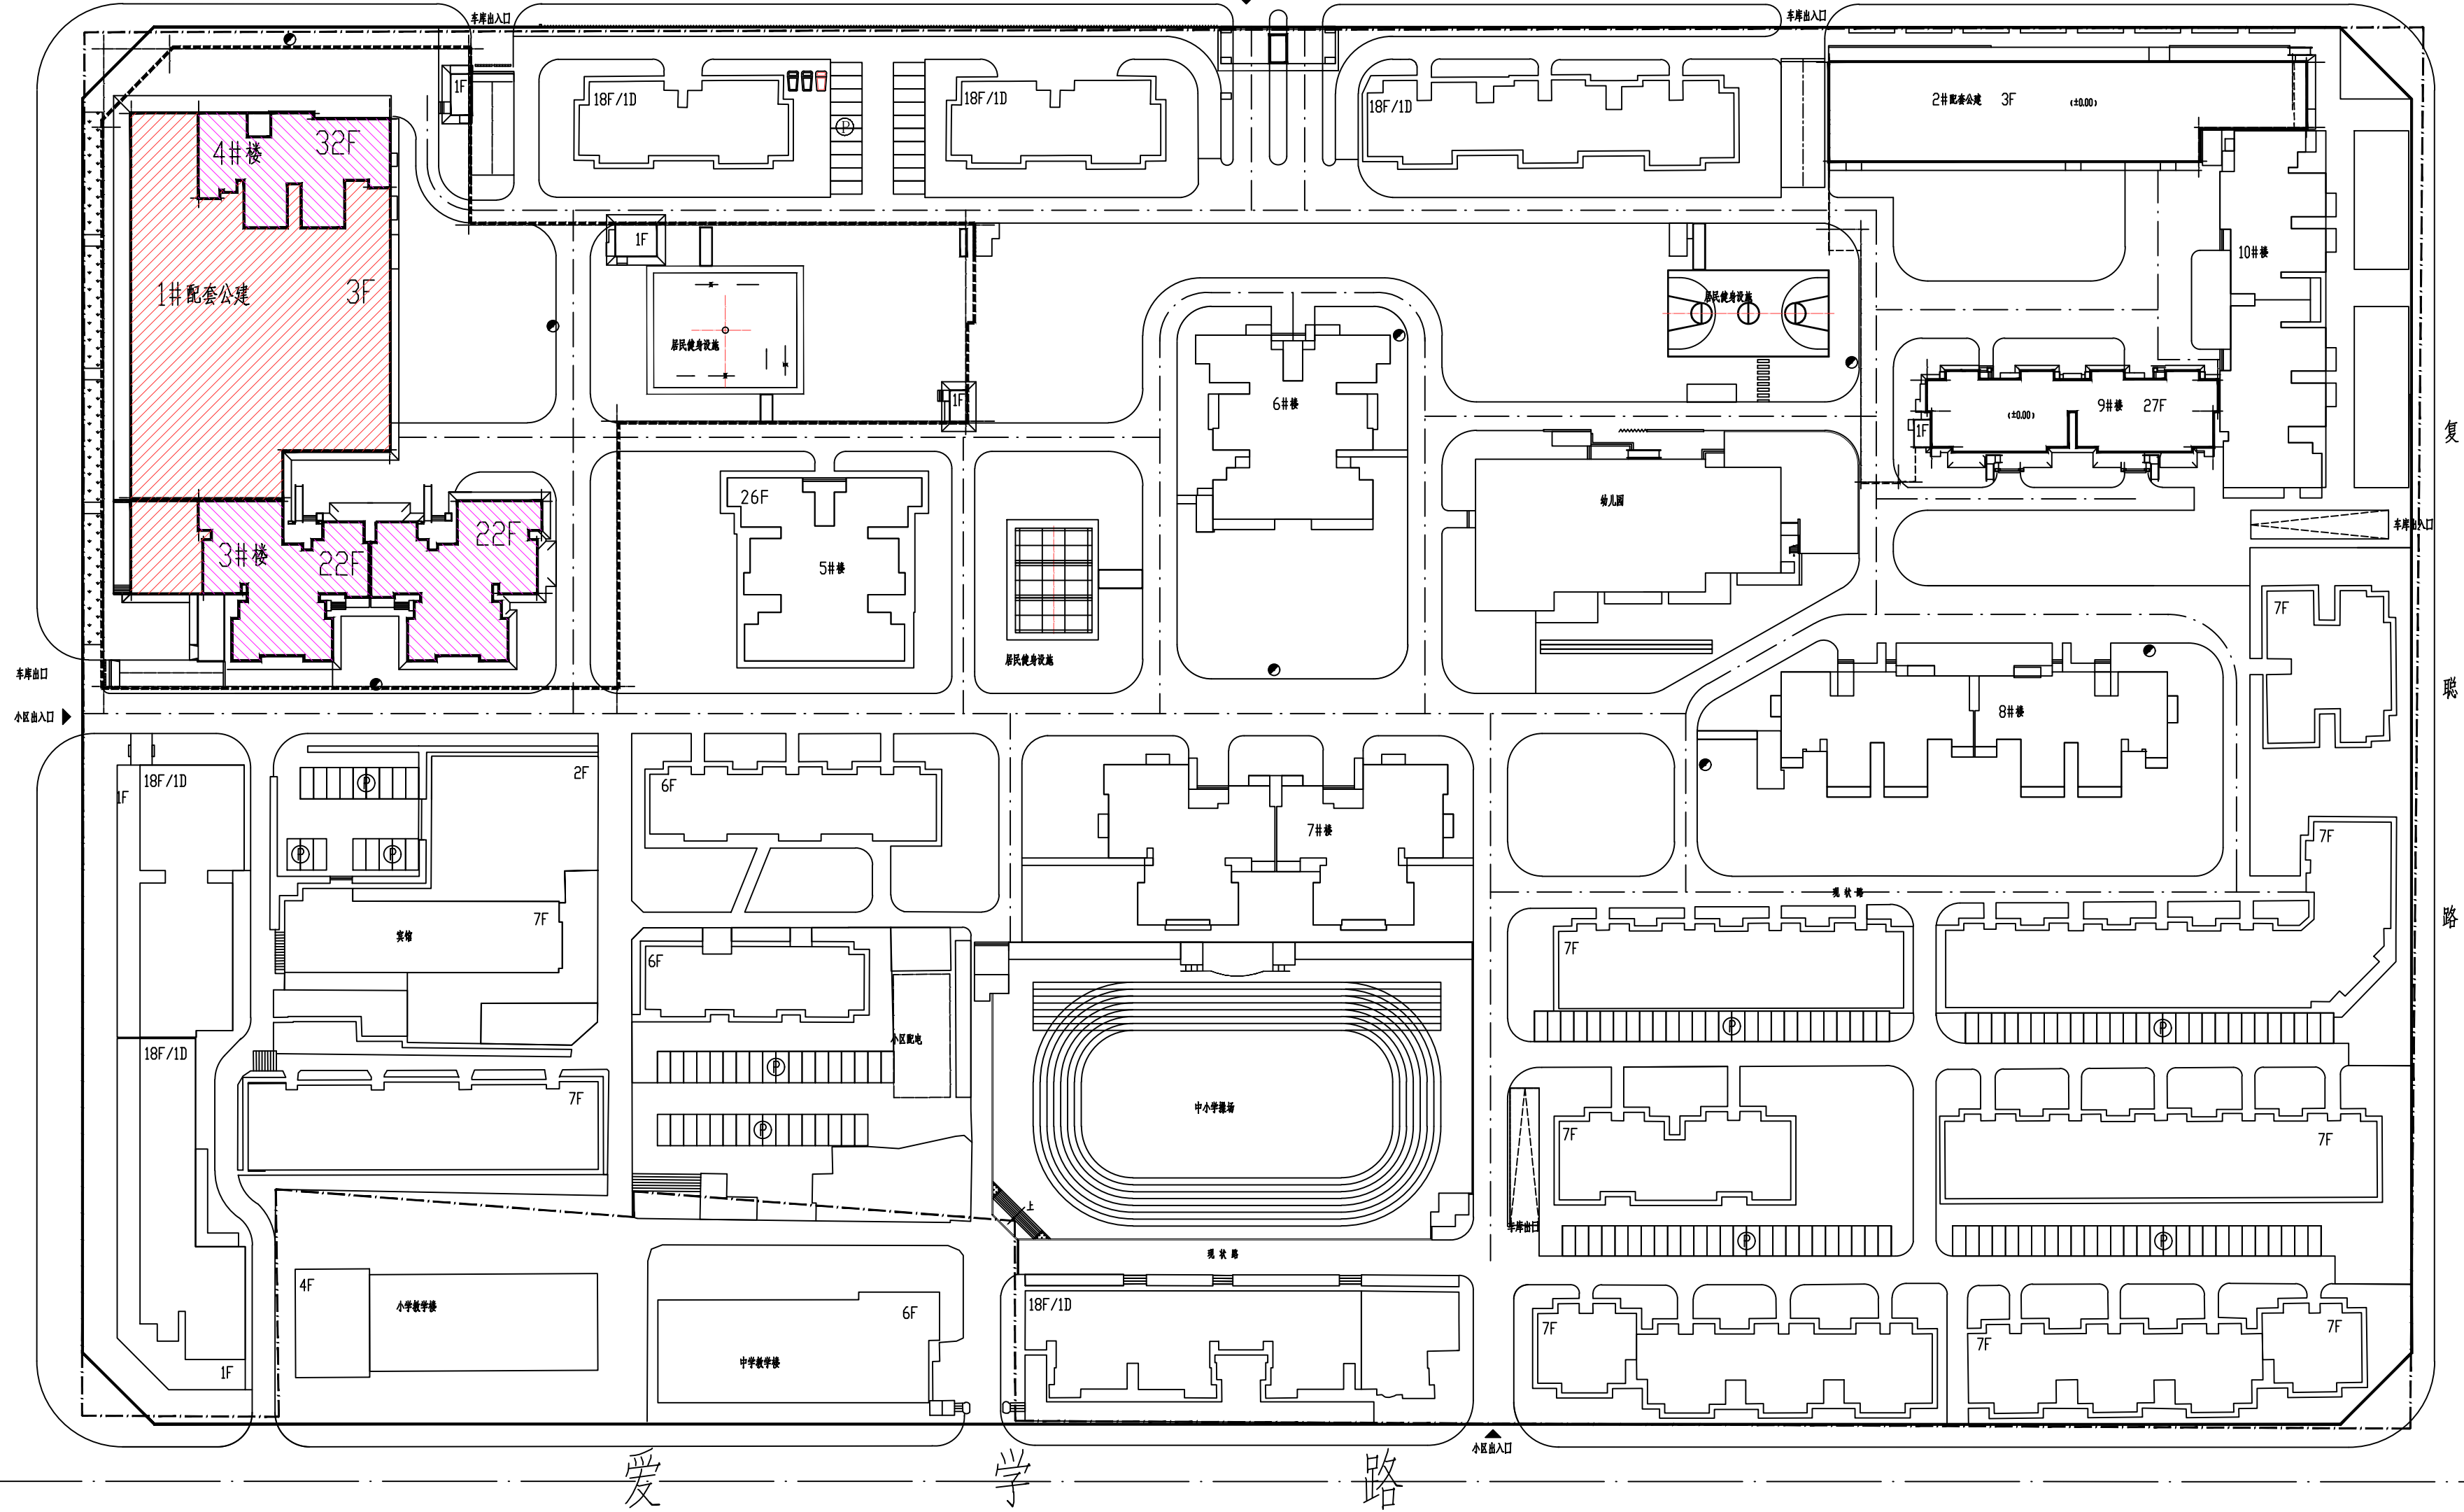 车库出入口
车库出入口
1F
18F/1D
18F/1D
18F/1D
2#配套公建 3F (±0.00)
P
4#楼 32F
1F
10#楼
1#配套公建 3F
居民健身设施
居民健身设施
6#楼
1F
9#楼 27F
(±0.00)
1F
复
26F
幼儿园
车库出入口
3#楼 22F
22F
5#楼
7F
居民健身设施
车库出口
聪
小区出入口
8#楼
18F/1D
1F
2F
P
6F
7#楼
7F
P
P
现状路
路
7F
宾馆
6F
7F
小区配电
P
P
18F/1D
P
7F
中小学操场
P
7F
7F
上
车库出口
现状路
P
P
4F
小学教学楼
6F
18F/1D
7F
7F
7F
中学教学楼
1F
小区出入口
爱学路